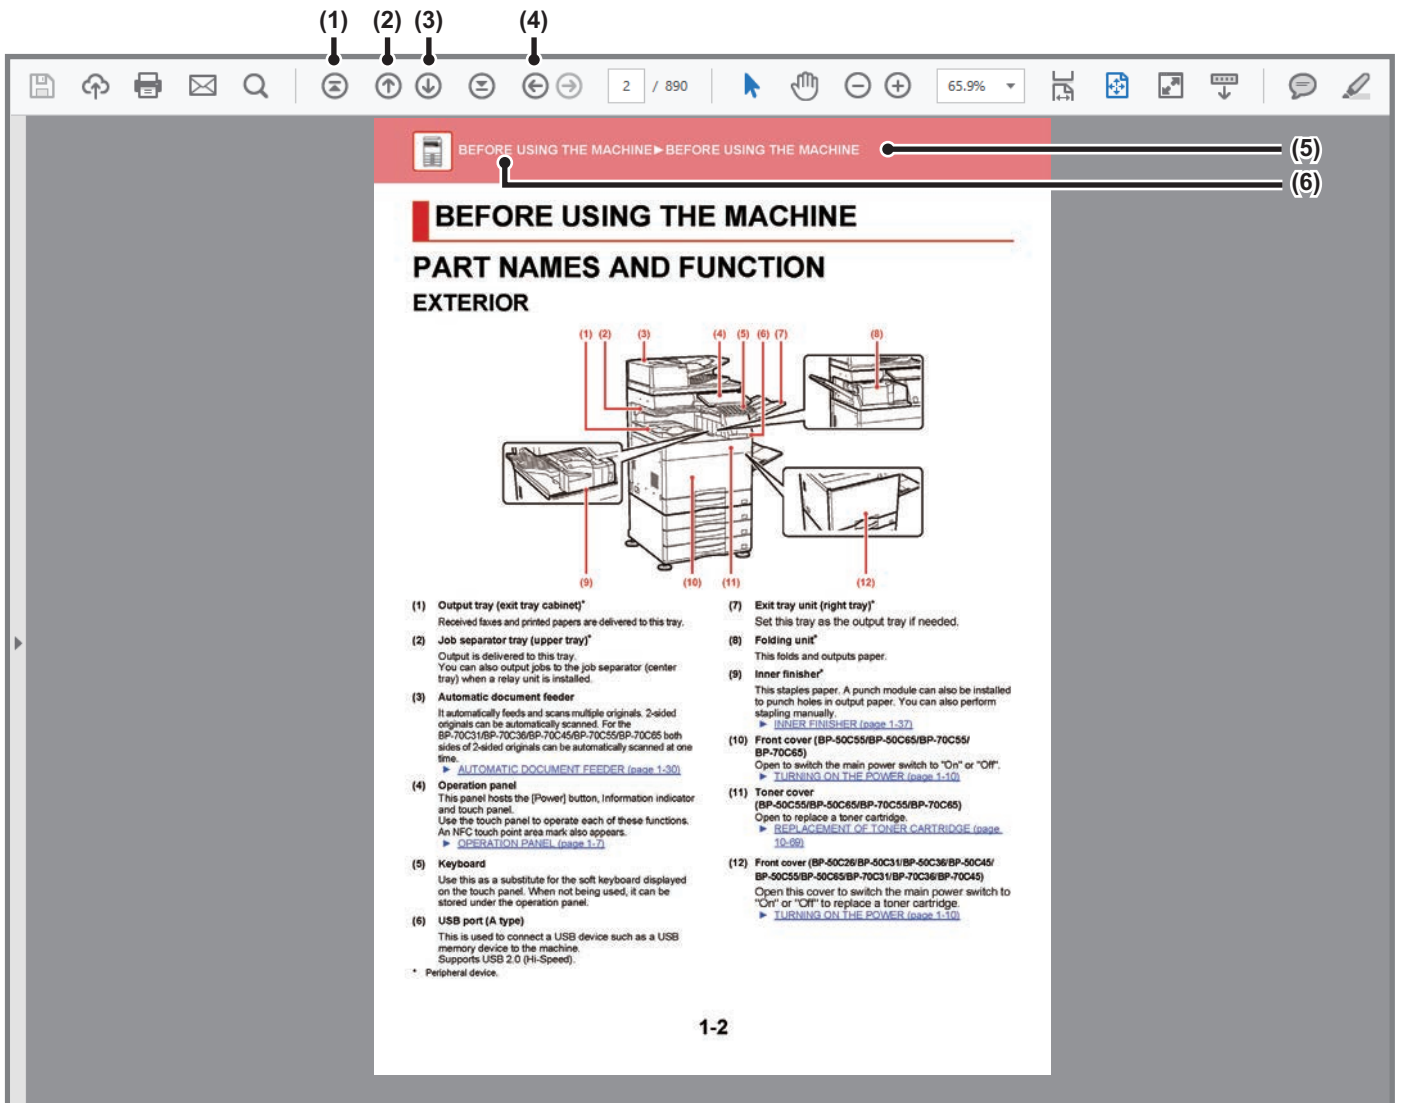 (1) (2) (3) (4)
2 / 890 65.9%
BEFORE USING THE MACHINE►BEFORE USING THE MACHINE
(5)
(6)
BEFORE USING THE MACHINE
PART NAMES AND FUNCTION
EXTERIOR
(1) (2) (3) (4) (5) (6) (7) (8)
(9) (10) (11) (12)
(1) Output tray (exit tray cabinet)*
Received faxes and printed papers are delivered to this tray.
(2) Job separator tray (upper tray)*
Output is delivered to this tray.
You can also output jobs to the job separator (center
tray) when a relay unit is installed.
(3) Automatic document feeder
It automatically feeds and scans multiple originals. 2-sided
originals can be automatically scanned. For the
BP-70C31/BP-70C36/BP-70C45/BP-70C55/BP-70C65 both
sides of 2-sided originals can be automatically scanned at one
time.
► AUTOMATIC DOCUMENT FEEDER (page 1-30)
(4) Operation panel
This panel hosts the [Power] button, Information indicator
and touch panel.
Use the touch panel to operate each of these functions.
An NFC touch point area mark also appears.
► OPERATION PANEL (page 1-7)
(5) Keyboard
Use this as a substitute for the soft keyboard displayed
on the touch panel. When not being used, it can be
stored under the operation panel.
(6) USB port (A type)
This is used to connect a USB device such as a USB
memory device to the machine.
Supports USB 2.0 (Hi-Speed).
* Peripheral device.
(7) Exit tray unit (right tray)*
Set this tray as the output tray if needed.
(8) Folding unit*
This folds and outputs paper.
(9) Inner finisher*
This staples paper. A punch module can also be installed
to punch holes in output paper. You can also perform
stapling manually.
► INNER FINISHER (page 1-37)
(10) Front cover (BP-50C55/BP-50C65/BP-70C55/
BP-70C65)
Open to switch the main power switch to "On" or "Off".
► TURNING ON THE POWER (page 1-10)
(11) Toner cover
(BP-50C55/BP-50C65/BP-70C55/BP-70C65)
Open to replace a toner cartridge.
► REPLACEMENT OF TONER CARTRIDGE (page
10-69)
(12) Front cover (BP-50C26/BP-50C31/BP-50C36/BP-50C45/
BP-50C55/BP-50C65/BP-70C31/BP-70C36/BP-70C45)
Open this cover to switch the main power switch to
"On" or "Off" to replace a toner cartridge.
► TURNING ON THE POWER (page 1-10)
1-2